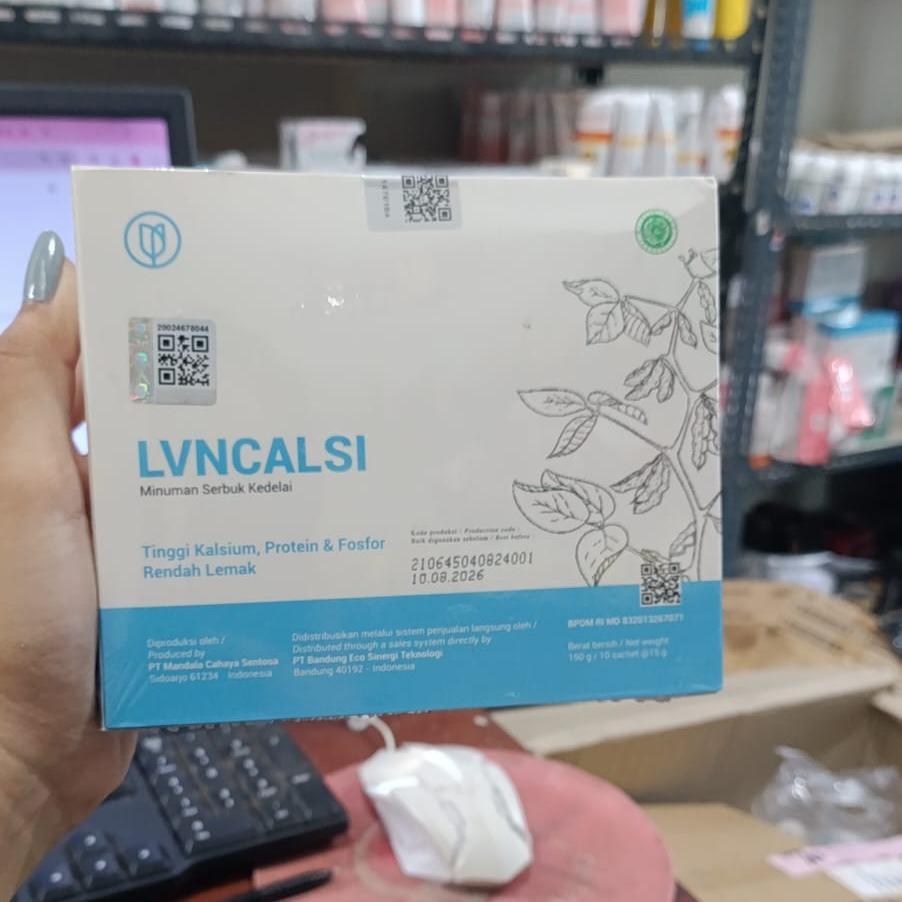 20024678044
LVNCALSI
Minuman Serbuk Kedelai
Tinggi Kalsium, Protein & Fosfor
Rendah Lemak
Kode produksi / Production code :
Baik digunakan sebelum / Best before :
210645040824001
10.08.2026
Diproduksi oleh /
Produced by
PT Mandala Cahaya Sentosa
Sidoarjo 61234 Indonesia
Didistribusikan melalui sistem penjualan langsung oleh /
Distributed through a sales system directly by
PT Bandung Eco Sinergi Teknologi
Bandung 40192 - Indonesia
BPOM RI MD 832013267071
Berat bersih / Net weight
150 g / 10 sachet @15 g